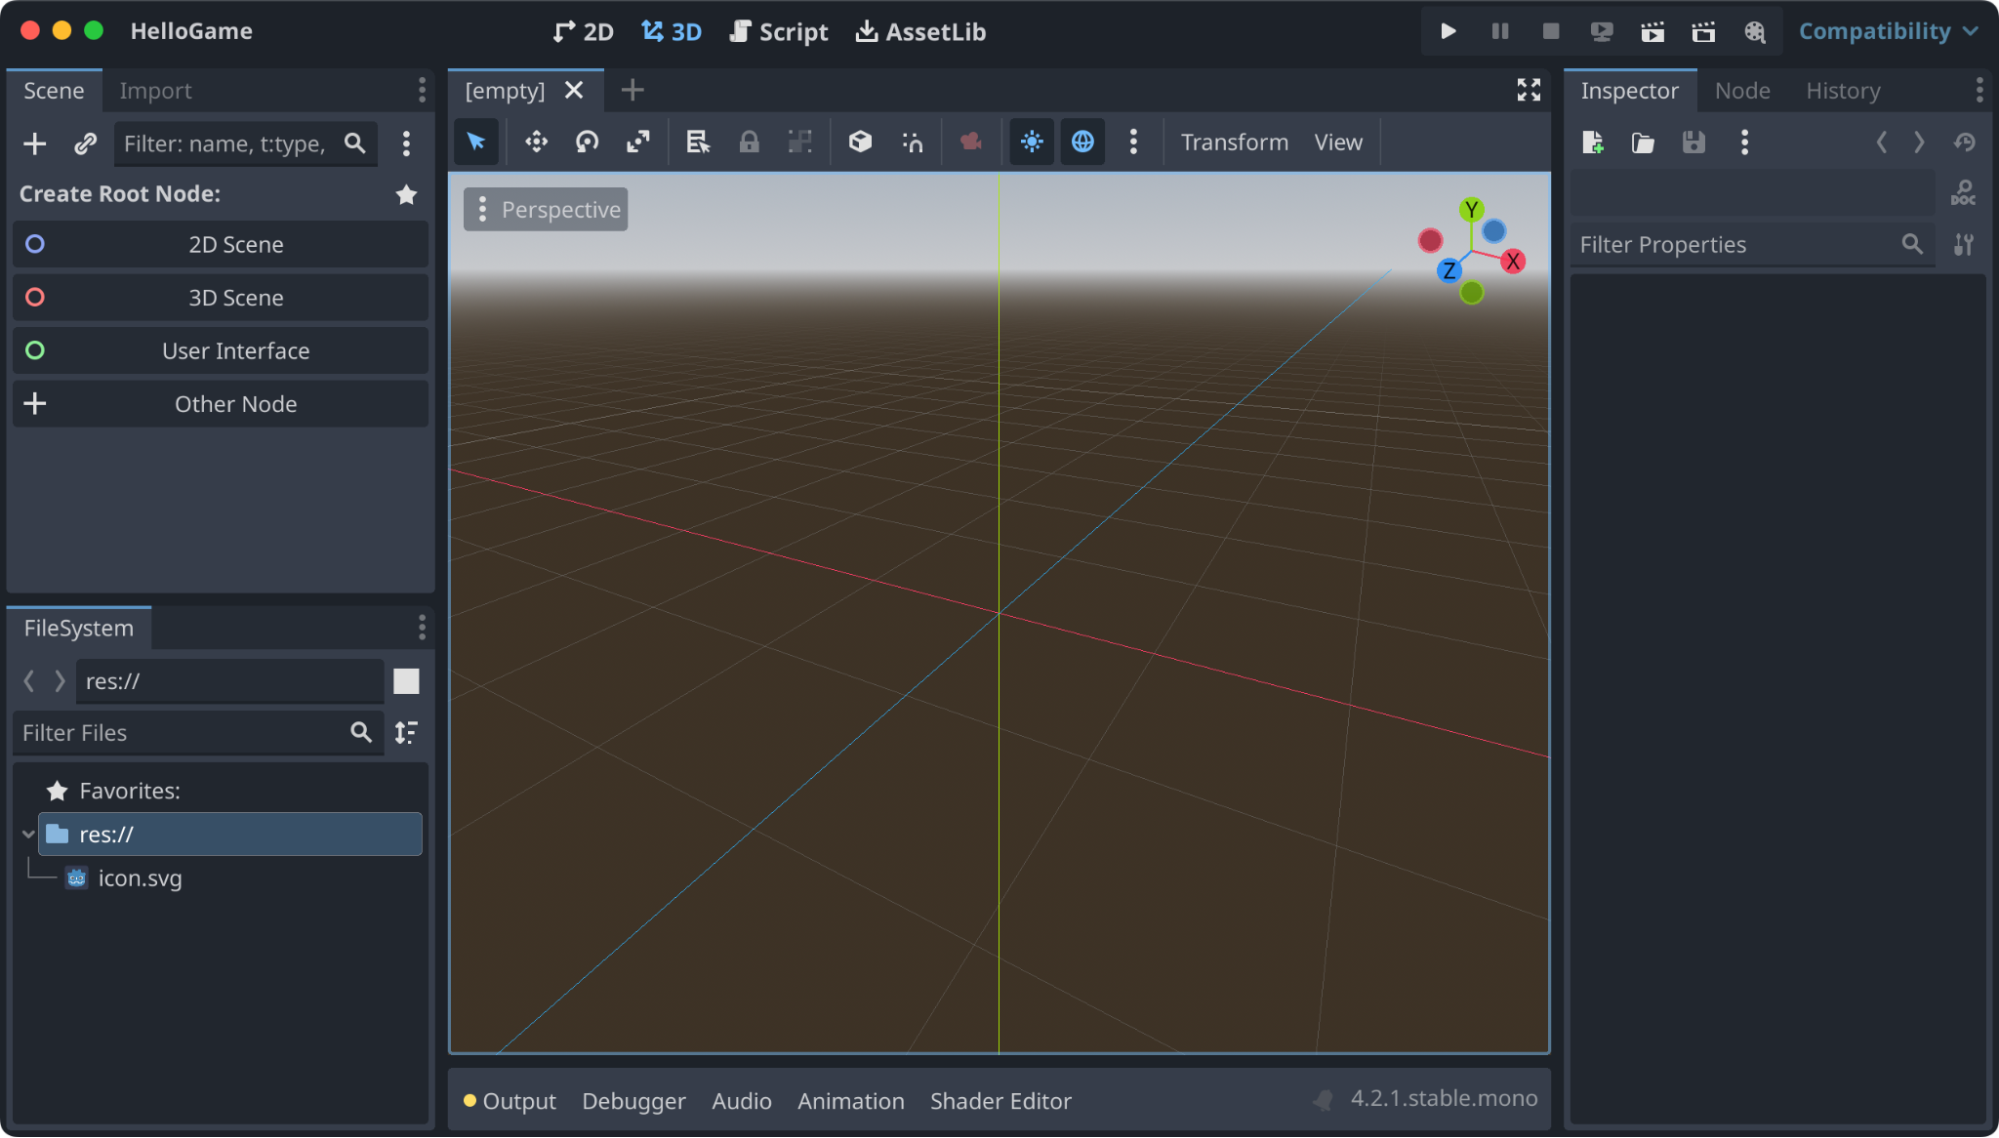 HelloGame
2D 3D Script AssetLib
Compatibility
Scene Import
Filter: name, t:type,
Create Root Node:
2D Scene
3D Scene
User Interface
Other Node
FileSystem
res://
Filter Files
Favorites:
res://
icon.svg
[empty]
Transform View
Perspective
Y
X
Z
Output Debugger Audio Animation Shader Editor
4.2.1.stable.mono
Inspector Node History
DOC
Filter Properties